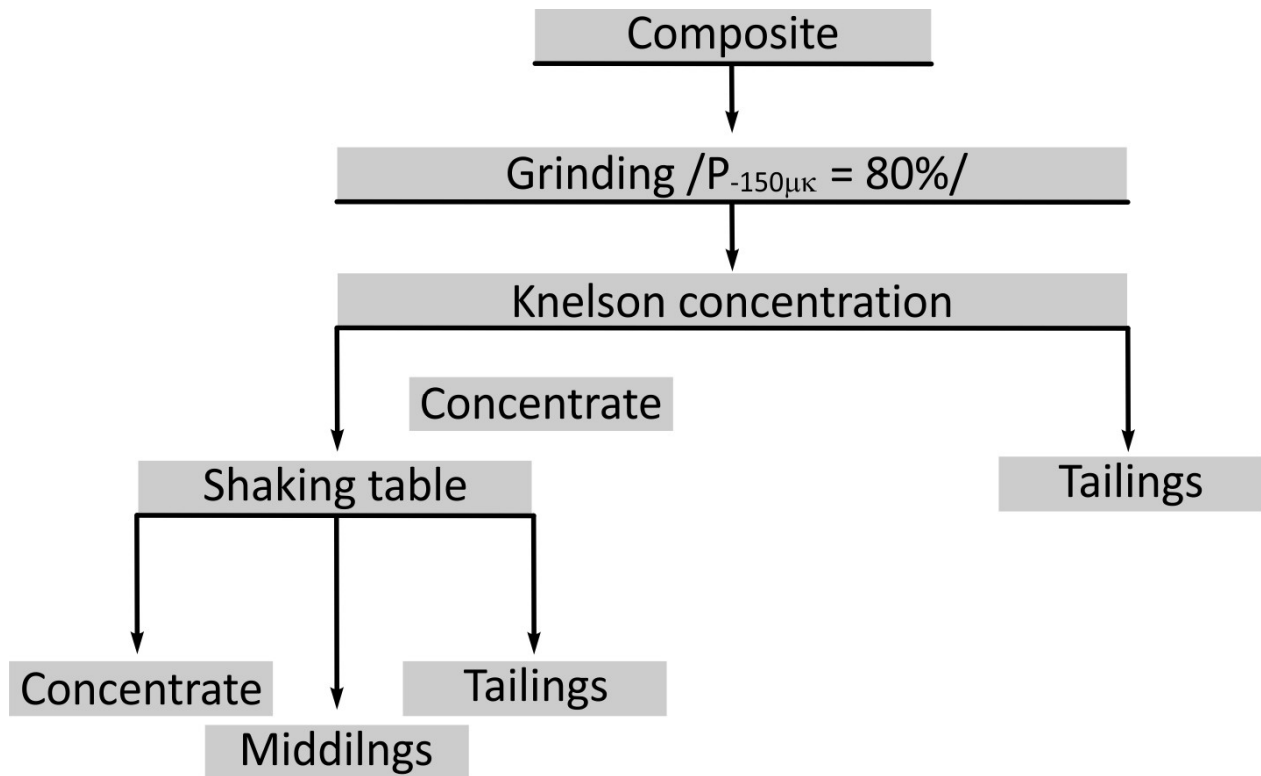 Composite
Grinding /P-150μκ = 80%/
Knelson concentration
Concentrate
Shaking table
Tailings
Concentrate
Tailings
Middilngs